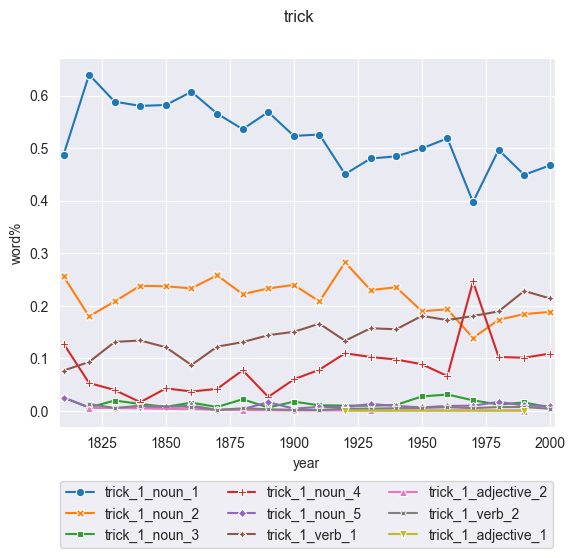 trick
0.6
0.5
0.4
0.3
0.2
0.1
0.0
word%
1825 1850 1875 1900 1925 1950 1975 2000
year
trick_1_noun_1 trick_1_noun_4 trick_1_adjective_2
trick_1_noun_2 trick_1_noun_5 trick_1_verb_2
trick_1_noun_3 trick_1_verb_1 trick_1_adjective_1